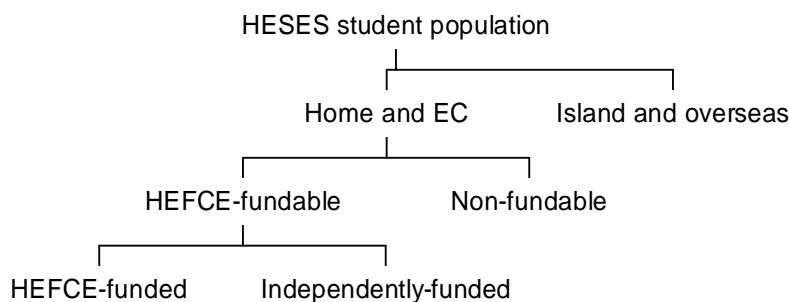 HESES student population
Home and EC
Island and overseas
HEFCE-fundable
Non-fundable
HEFCE-funded
Independently-funded